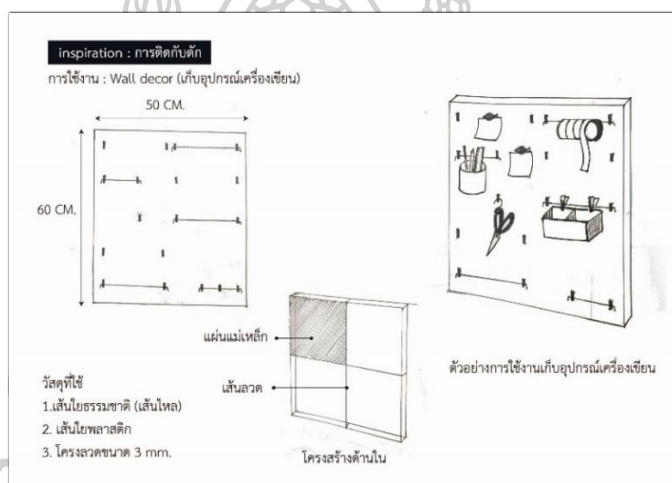 inspiration : การติดกับดัก
การใช้งาน : Wall decor (เก็บอุปกรณ์เครื่องเขียน)
50 CM.
60 CM.
แผ่นแม่เหล็ก
เส้นลวด
โครงสร้างด้านใน
ตัวอย่างการใช้งานเก็บอุปกรณ์เครื่องเขียน
วัสดุที่ใช้
1.เส้นใยธรรมชาติ (เส้นไหล)
2. เส้นใยพลาสติก
3. โครงลวดขนาด 3 mm.